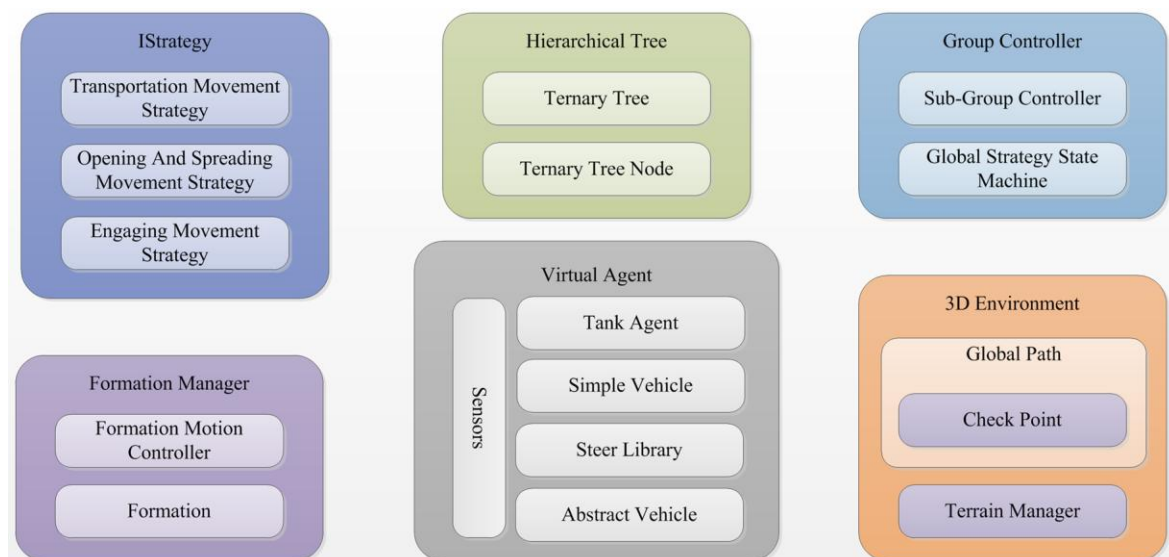 IStrategy
Transportation Movement
Strategy
Opening And Spreading
Movement Strategy
Engaging Movement
Strategy
Hierarchical Tree
Ternary Tree
Ternary Tree Node
Group Controller
Sub-Group Controller
Global Strategy State
Machine
Formation Manager
Formation Motion
Controller
Formation
Virtual Agent
Sensors
Tank Agent
Simple Vehicle
Steer Library
Abstract Vehicle
3D Environment
Global Path
Check Point
Terrain Manager